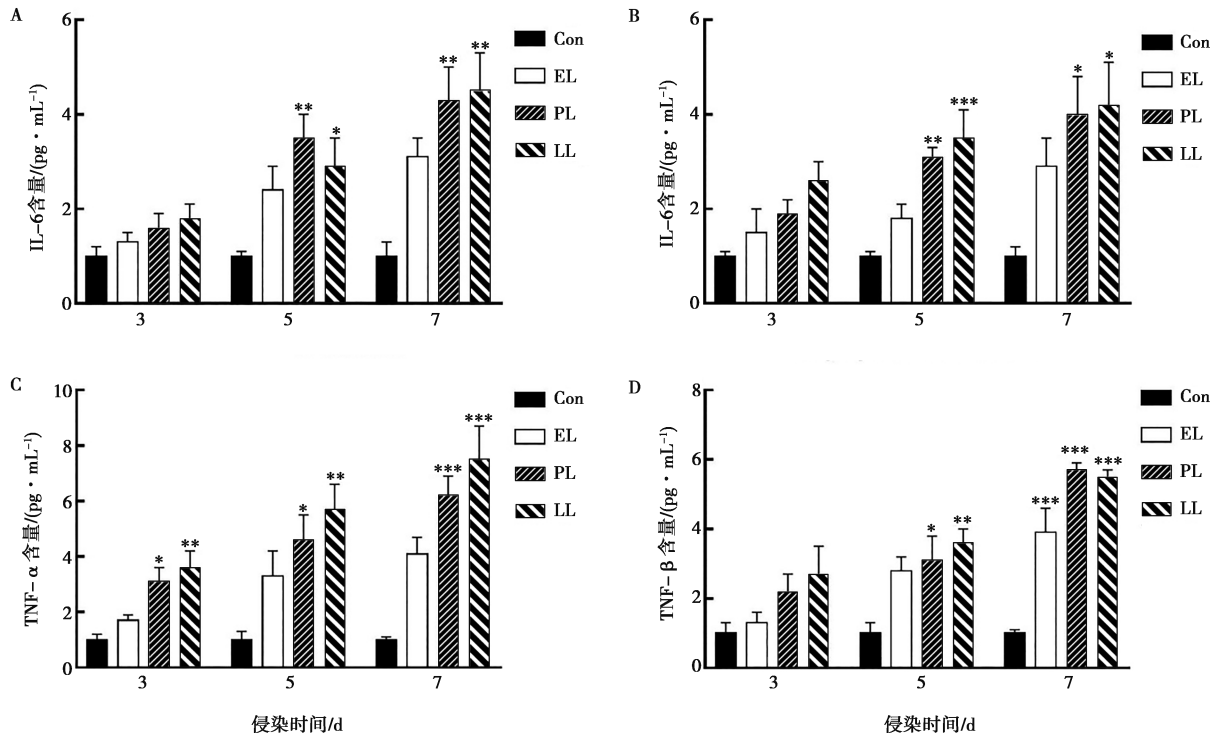 A
6
4
2
0
IL-6含量/(pg·mL⁻¹)
** * ** **
3 5 7
Con
EL
PL
LL
B
6
4
2
0
IL-6含量/(pg·mL⁻¹)
** *** * *
3 5 7
Con
EL
PL
LL
C
10
8
6
4
2
0
TNF-α含量/(pg·mL⁻¹)
* ** * ** *** ***
3 5 7
侵染时间/d
Con
EL
PL
LL
D
8
6
4
2
0
TNF-β含量/(pg·mL⁻¹)
* ** *** *** ***
3 5 7
侵染时间/d
Con
EL
PL
LL